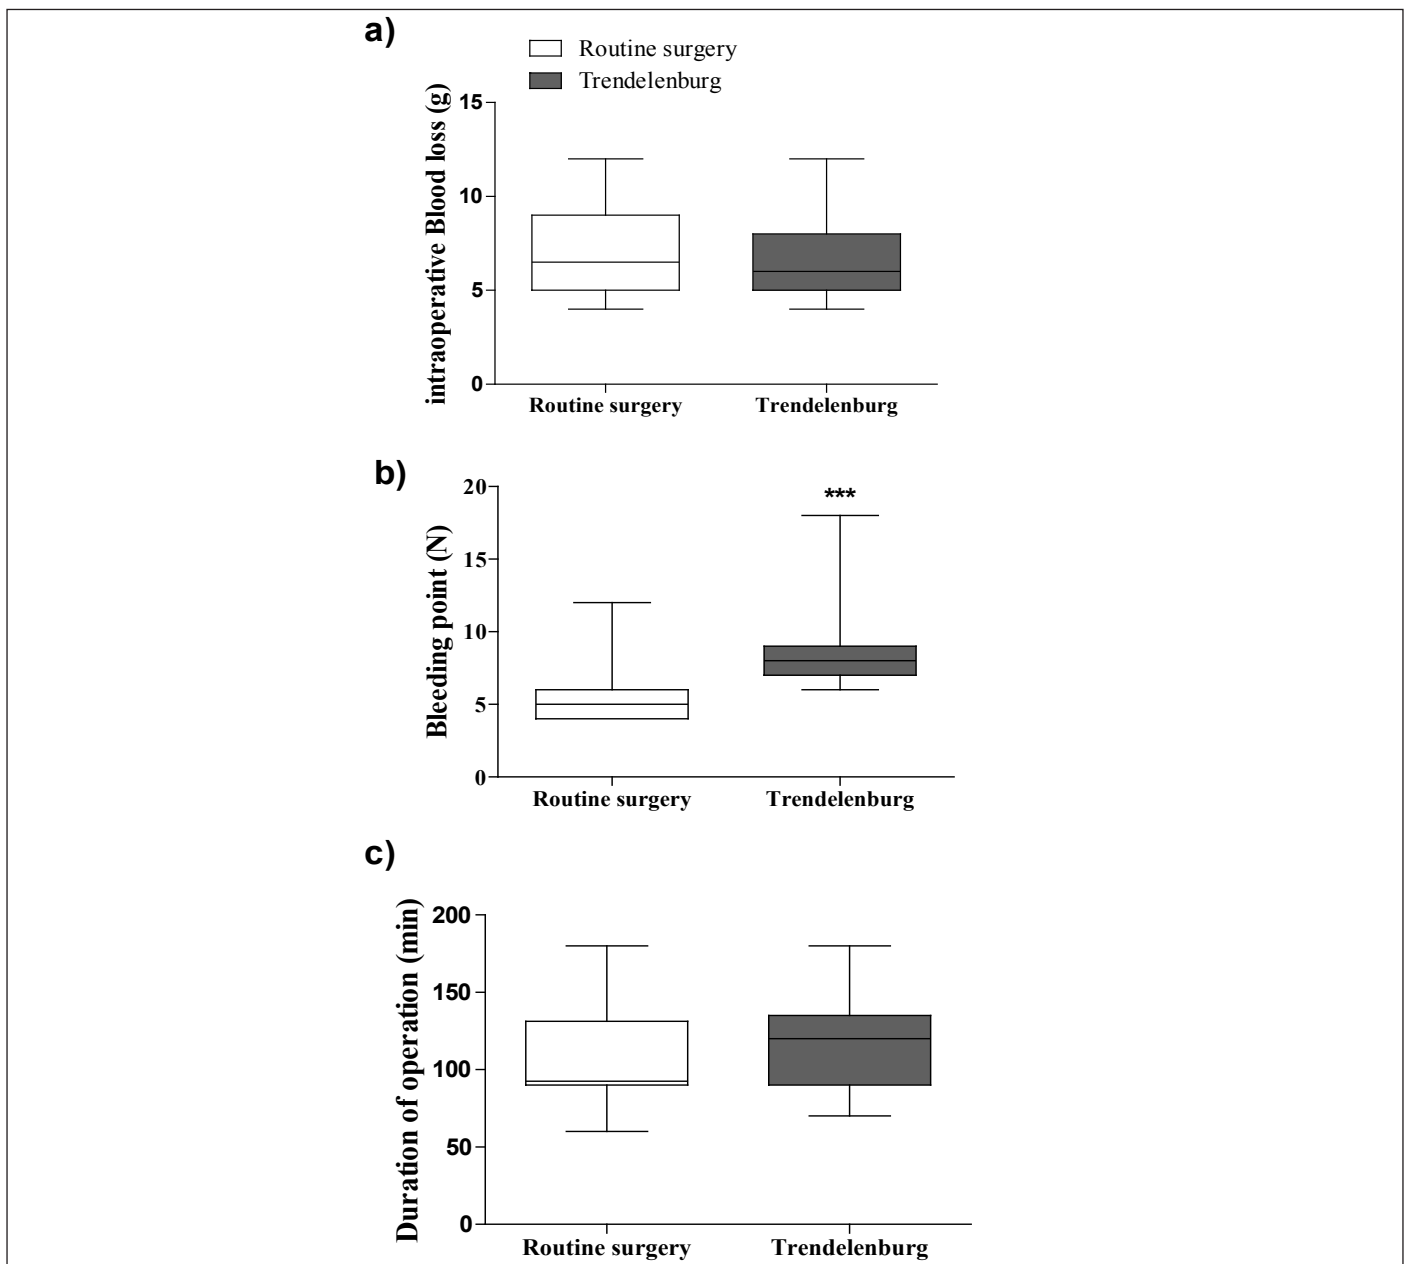 a)
Routine surgery
Trendelenburg
intraoperative Blood loss (g)
15
10
5
0
Routine surgery Trendelenburg
b)
Bleeding point (N)
20
15
10
5
0
***
Routine surgery Trendelenburg
c)
Duration of operation (min)
200
150
100
50
0
Routine surgery Trendelenburg